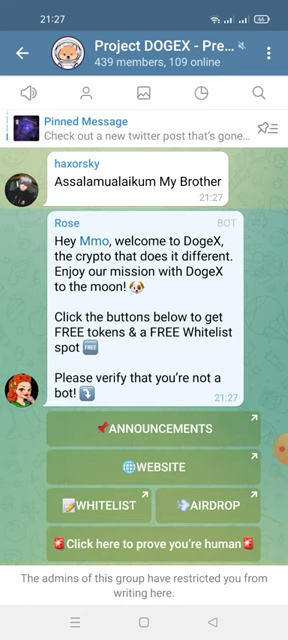 21:27
66
Project DOGEX - Pre...
439 members, 109 online
Pinned Message
Check out a new twitter post that's gone...
haxorsky
Assalamualaikum My Brother
21:27
Rose BOT
Hey Mmo, welcome to DogeX,
the crypto that does it different.
Enjoy our mission with DogeX
to the moon! 🐶
Click the buttons below to get
FREE tokens & a FREE Whitelist
spot 🆓
Please verify that you're not a
bot! ⤵️
21:27
📌ANNOUNCEMENTS
🌐WEBSITE
📝WHITELIST
💨AIRDROP
🚨Click here to prove you're human🚨
The admins of this group have restricted you from
writing here.